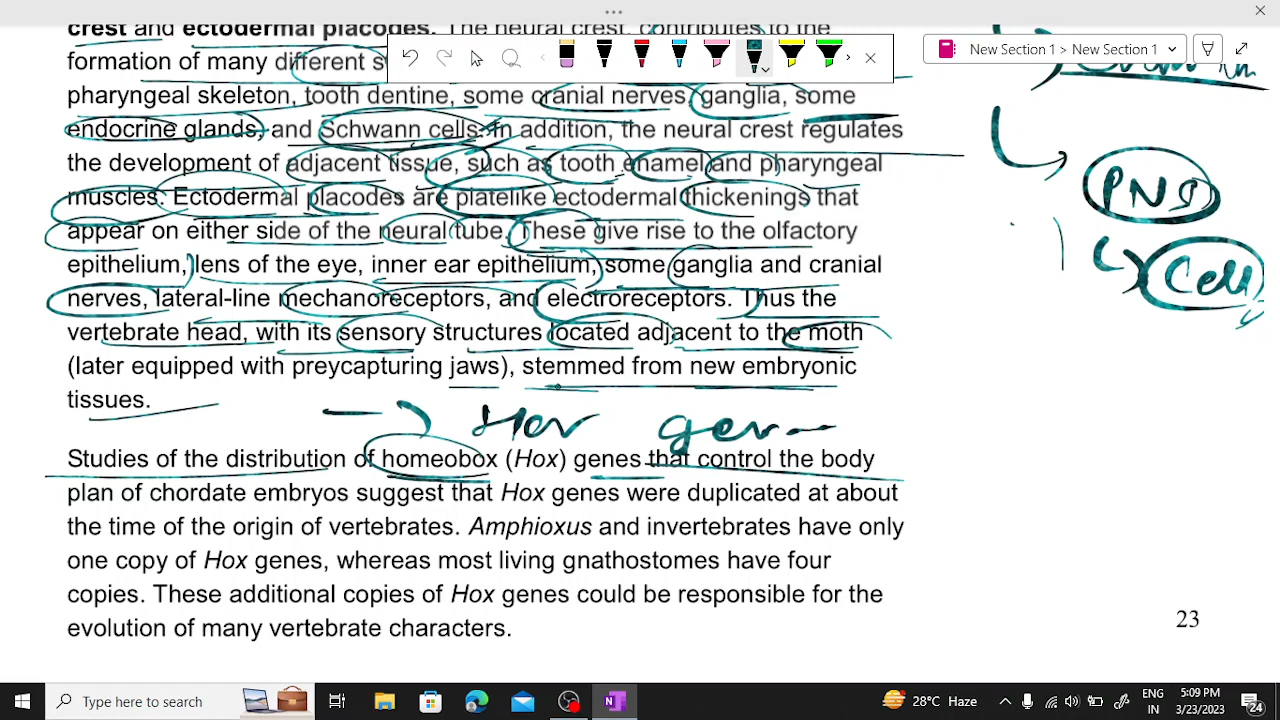 crest and ectodermal placodes. The neural crest, contributes to the
formation of many different s
New Section 1 > New Section 1
pharyngeal skeleton, tooth dentine, some cranial nerves, ganglia, some
endocrine glands, and Schwann cells. In addition, the neural crest regulates
the development of adjacent tissue, such as tooth enamel and pharyngeal
muscles. Ectodermal placodes are platelike ectodermal thickenings that
appear on either side of the neural tube. These give rise to the olfactory
epithelium, lens of the eye, inner ear epithelium, some ganglia and cranial
nerves, lateral-line mechanoreceptors, and electroreceptors. Thus the
vertebrate head, with its sensory structures located adjacent to the moth
(later equipped with preycapturing jaws), stemmed from new embryonic
tissues.
PNS
Cell
Hox gen
Studies of the distribution of homeobox (Hox) genes that control the body
plan of chordate embryos suggest that Hox genes were duplicated at about
the time of the origin of vertebrates. Amphioxus and invertebrates have only
one copy of Hox genes, whereas most living gnathostomes have four
copies. These additional copies of Hox genes could be responsible for the
evolution of many vertebrate characters.
23
Type here to search
28°C Haze
ENG
IN
5:09 PM
3/23/2023
24